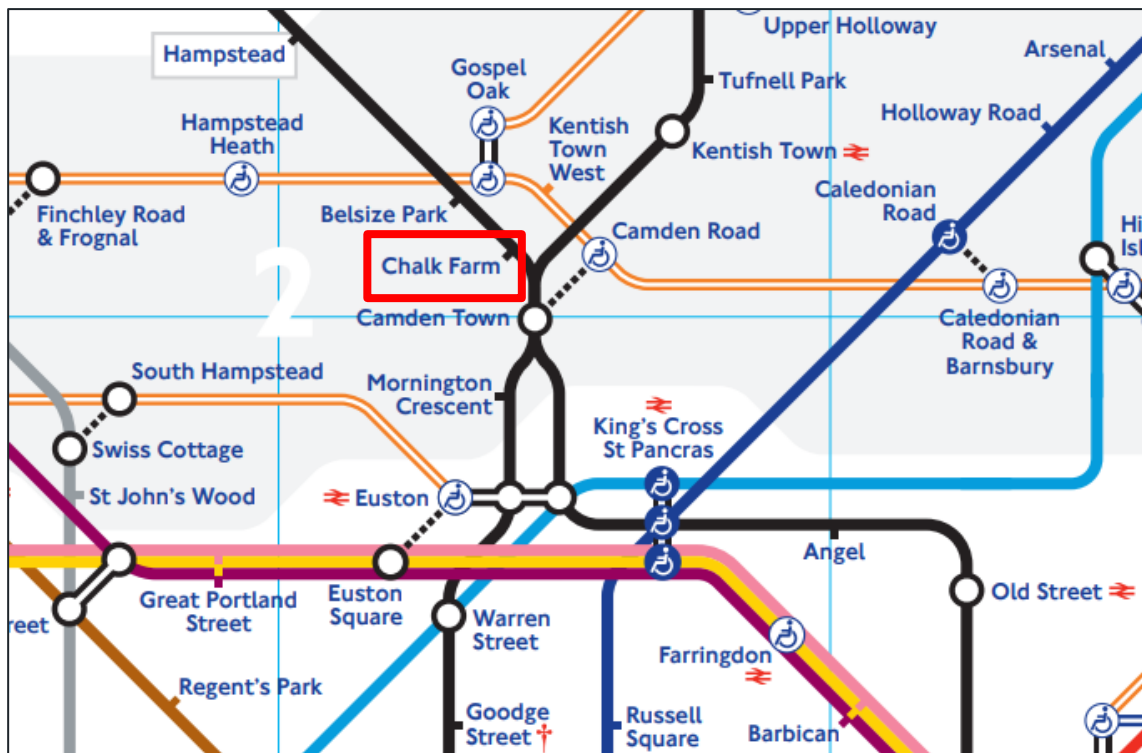 Hampstead
Gospel
Oak
Upper Holloway
Arsenal
Tufnell Park
Hampstead
Heath
Kentish
Town
West
Kentish Town
Holloway Road
Finchley Road
& Frognal
Belsize Park
Camden Road
Caledonian
Road
Hi
Isl
2
Chalk Farm
Camden Town
Caledonian
Road &
Barnsbury
South Hampstead
Mornington
Crescent
King's Cross
St Pancras
Swiss Cottage
St John's Wood
Euston
Angel
Great Portland
Street
Euston
Square
Warren
Street
Old Street
reet
Farringdon
Regent's Park
Goodge
Street †
Russell
Square
Barbican